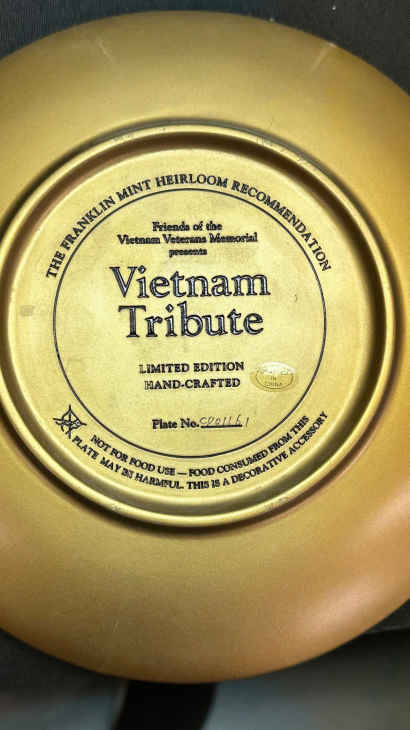 THE FRANKLIN MINT HEIRLOOM RECOMMENDATION
Friends of the
Vietnam Veterans Memorial
presents
Vietnam
Tribute
LIMITED EDITION
HAND-CRAFTED
CHINA
Plate No.
NOT FOR FOOD USE — FOOD CONSUMED FROM THIS
PLATE MAY BE HARMFUL. THIS IS A DECORATIVE ACCESSORY